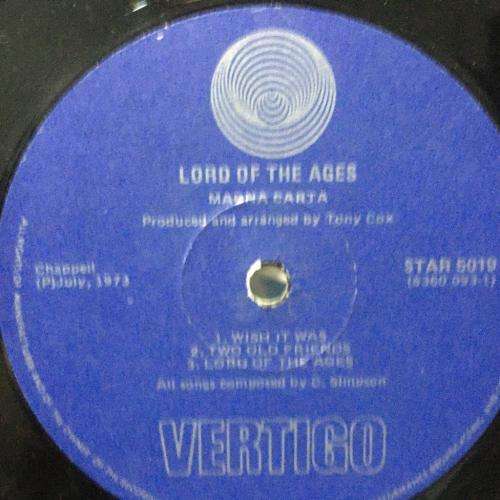 LORD OF THE AGES
MAGNA CARTA
Produced and arranged by Tony Cox
Chappell
(P)July, 1973
STAR 5019
(6360 093-1)
1. WISH IT WAS
2. TWO OLD FRIENDS
3. LORD OF THE AGES
All songs composed by C. Simpson
VERTIGO